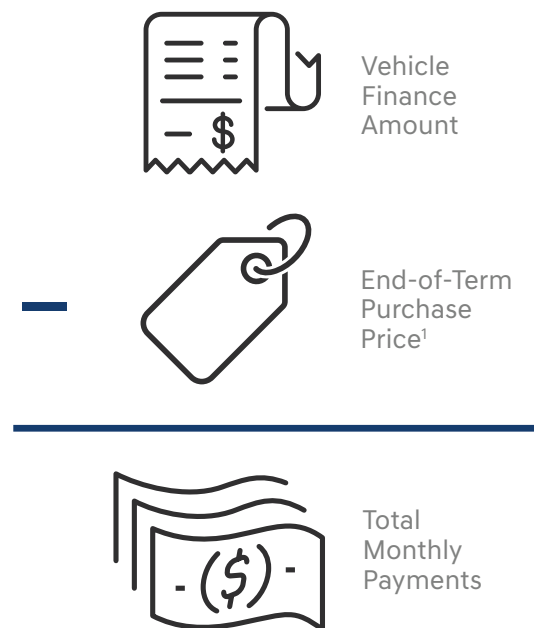 $
Vehicle
Finance
Amount
End-of-Term
Purchase
Price¹
($)
Total
Monthly
Payments